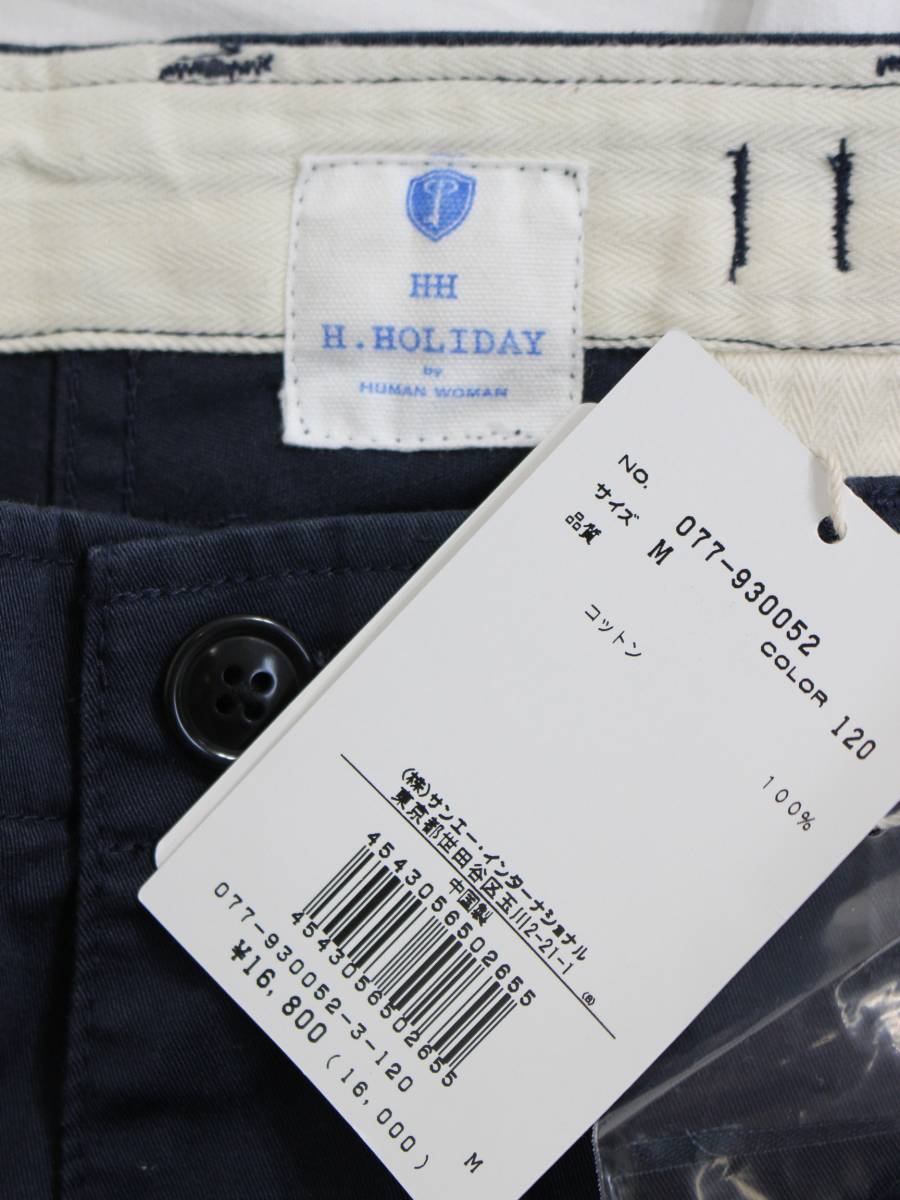 HH
H.HOLIDAY
by
HUMAN WOMAN
NO. 077-930052
サイズ M COLOR 120
品質
コットン 100%
(株)サンエー・インターナショナル
東京都世田谷区玉川2-21-1 (8)
中国製
4543056502655
4543056502655
077-930052-3-120
¥16,800 (16,000) M